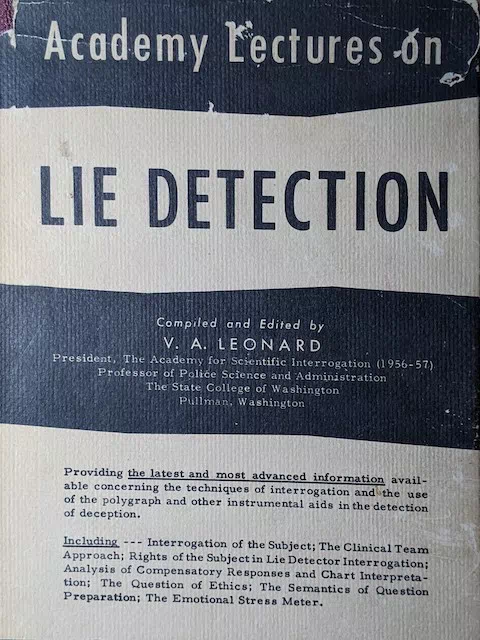 Academy Lectures on
LIE DETECTION
Compiled and Edited by
V. A. LEONARD
President, The Academy for Scientific Interrogation (1956-57)
Professor of Police Science and Administration
The State College of Washington
Pullman, Washington
Providing the latest and most advanced information avail-
able concerning the techniques of interrogation and the use
of the polygraph and other instrumental aids in the detection
of deception.
Including --- Interrogation of the Subject; The Clinical Team
Approach; Rights of the Subject in Lie Detector Interrogation;
Analysis of Compensatory Responses and Chart Interpreta-
tion; The Question of Ethics; The Semantics of Question
Preparation; The Emotional Stress Meter.